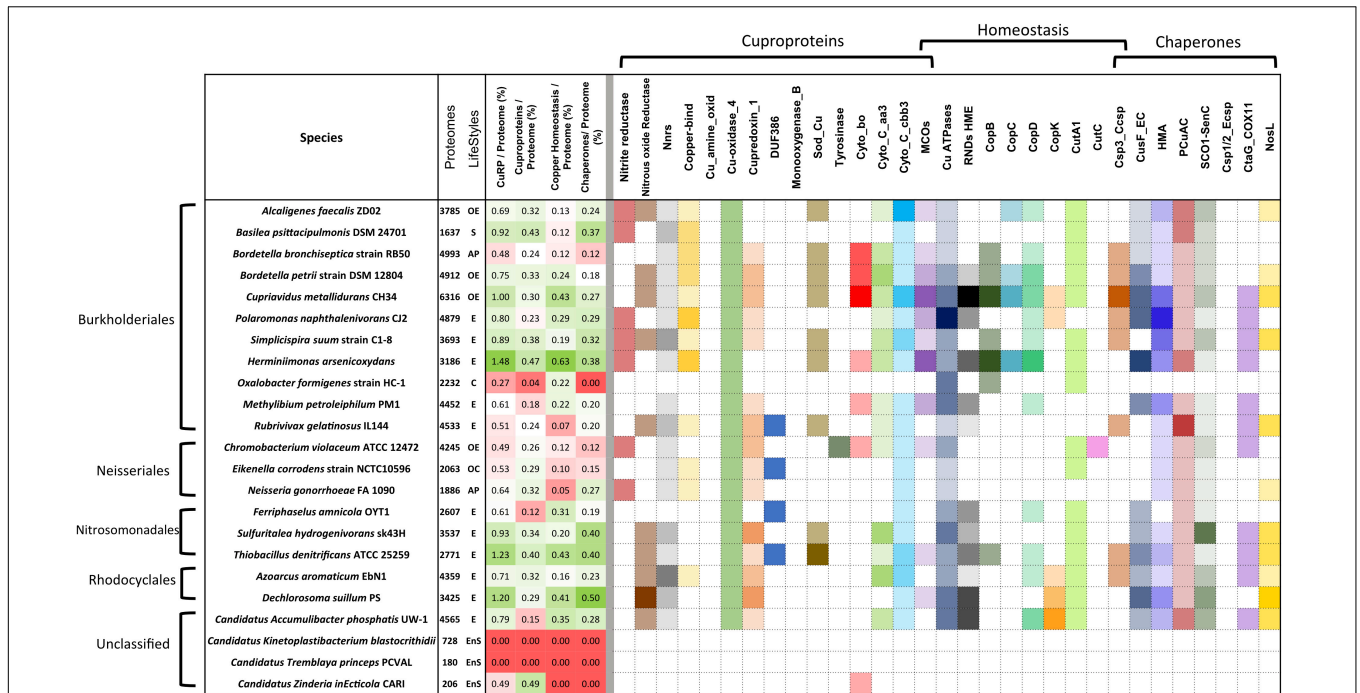 Cuproteins
Homeostasis
Chaperones
Species
Proteomes
LifeStyles
CuRP / Proteome (%)
Cuproproteins /
Proteome (%)
Copper Homeostasis /
Proteome (%)
Chaperones/ Proteome
(%)
Nitrite reductase
Nitrous oxide Reductase
Nnrs
Copper-bind
Cu_amine_oxid
Cu-oxidase_4
Cupredoxin_1
DUF386
Monooxygenase_B
Sod_Cu
Tyrosinase
Cyto_bo
Cyto_C_aa3
Cyto_C_cbb3
MCOs
Cu ATPases
RNDs HME
CopB
CopC
CopD
CopK
CutA1
CutC
Csp3_Ccsp
CusF_EC
HMA
PCuAC
SCO1-SenC
Csp1/2_Ecsp
CtaG_COX11
NosL
Burkholderiales
Alcaligenes faecalis ZD02 3785 OE 0.69 0.32 0.13 0.24
Basilea psittacipulmonis DSM 24701 1637 S 0.92 0.43 0.12 0.37
Bordetella bronchiseptica strain RB50 4993 AP 0.48 0.24 0.12 0.12
Bordetella petrii strain DSM 12804 4912 OE 0.75 0.33 0.24 0.18
Cupriavidus metallidurans CH34 6316 OE 1.00 0.30 0.43 0.27
Polaromonas naphthalenivorans CJ2 4879 E 0.80 0.23 0.29 0.29
Simplicispira suum strain C1-8 3693 E 0.89 0.38 0.19 0.32
Herminiimonas arsenicoxydans 3186 E 1.48 0.47 0.63 0.38
Oxalobacter formigenes strain HC-1 2232 C 0.27 0.04 0.22 0.00
Methylibium petroleiphilum PM1 4452 E 0.61 0.18 0.22 0.20
Rubrivivax gelatinosus IL144 4533 E 0.51 0.24 0.07 0.20
Neisseriales
Chromobacterium violaceum ATCC 12472 4245 OE 0.49 0.26 0.12 0.12
Eikenella corrodens strain NCTC10596 2063 OC 0.53 0.29 0.10 0.15
Neisseria gonorrhoeae FA 1090 1886 AP 0.64 0.32 0.05 0.27
Nitrosomonadales
Ferriphaselus amnicola OYT1 2607 E 0.61 0.12 0.31 0.19
Sulfuritalea hydrogenivorans sk43H 3537 E 0.93 0.34 0.20 0.40
Thiobacillus denitrificans ATCC 25259 2771 E 1.23 0.40 0.43 0.40
Rhodocyclales
Azoarcus aromaticum EbN1 4359 E 0.71 0.32 0.16 0.23
Dechlorosoma suillum PS 3425 E 1.20 0.29 0.41 0.50
Unclassified
Candidatus Accumulibacter phosphatis UW-1 4565 E 0.79 0.15 0.35 0.28
Candidatus Kinetoplastibacterium blastocrithidii 728 EnS 0.00 0.00 0.00 0.00
Candidatus Tremblaya princeps PCVAL 180 EnS 0.00 0.00 0.00 0.00
Candidatus Zinderia inEcticola CARI 206 EnS 0.49 0.49 0.00 0.00